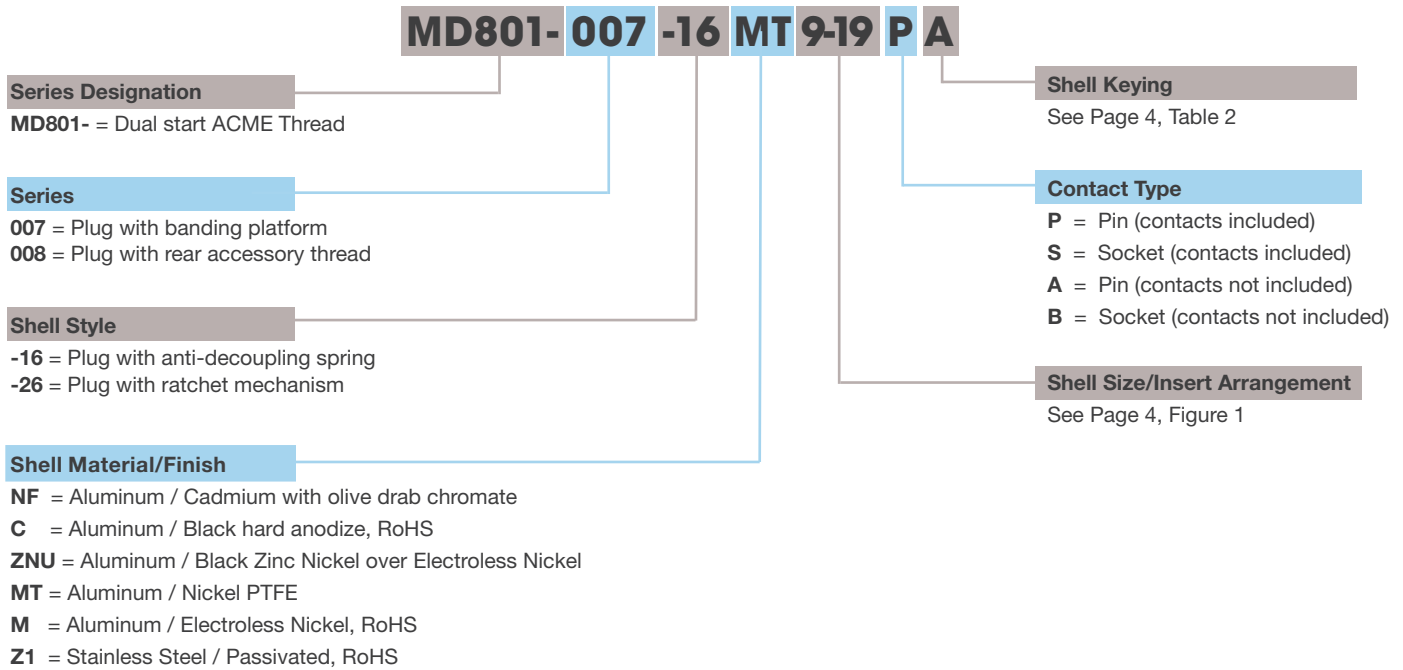 MD801- 007 -16 MT 9-19 P A
Series Designation
MD801- = Dual start ACME Thread
Series
007 = Plug with banding platform
008 = Plug with rear accessory thread
Shell Style
-16 = Plug with anti-decoupling spring
-26 = Plug with ratchet mechanism
Shell Material/Finish
NF = Aluminum / Cadmium with olive drab chromate
C = Aluminum / Black hard anodize, RoHS
ZNU = Aluminum / Black Zinc Nickel over Electroless Nickel
MT = Aluminum / Nickel PTFE
M = Aluminum / Electroless Nickel, RoHS
Z1 = Stainless Steel / Passivated, RoHS
Shell Keying
See Page 4, Table 2
Contact Type
P = Pin (contacts included)
S = Socket (contacts included)
A = Pin (contacts not included)
B = Socket (contacts not included)
Shell Size/Insert Arrangement
See Page 4, Figure 1